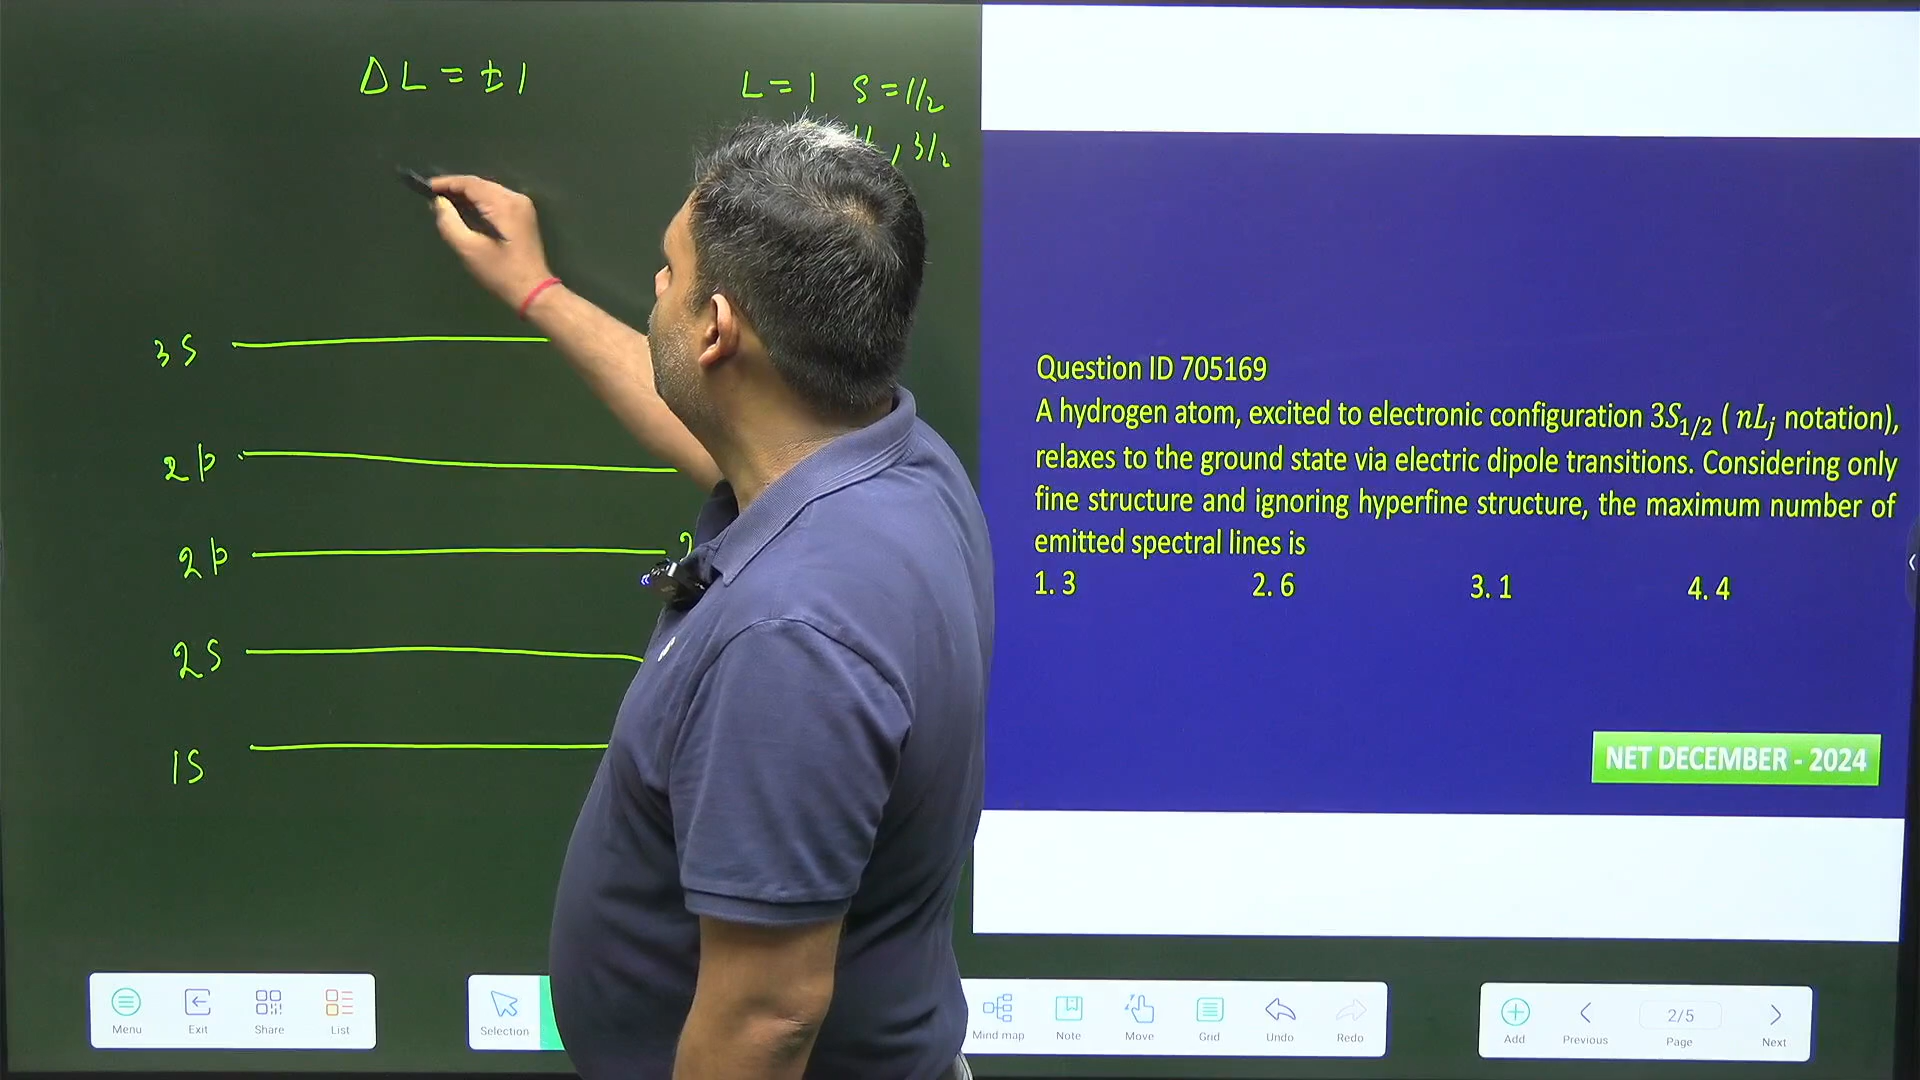 ΔL = ±1
L = 1 S = 1/2
, 3/2
3S
2p
2p
2
2S
1S
Question ID 705169
A hydrogen atom, excited to electronic configuration 3S₁/₂ ( nLⱼ notation),
relaxes to the ground state via electric dipole transitions. Considering only
fine structure and ignoring hyperfine structure, the maximum number of
emitted spectral lines is
1. 3 2. 6 3. 1 4. 4
NET DECEMBER - 2024
Menu Exit Share List Selection Mind map Note Move Grid Undo Redo Add Previous 2/5 Page Next